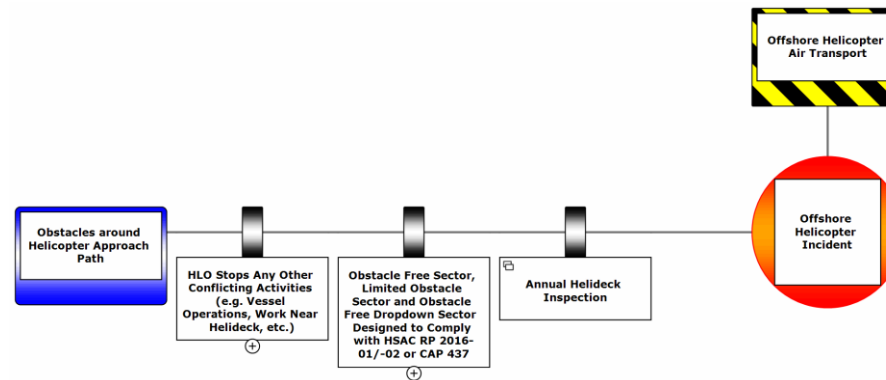 Offshore Helicopter
Air Transport
Obstacles around
Helicopter Approach
Path
HLO Stops Any Other
Conflicting Activities
(e.g. Vessel
Operations, Work Near
Helideck, etc.)
Obstacle Free Sector,
Limited Obstacle
Sector and Obstacle
Free Dropdown Sector
Designed to Comply
with HSAC RP 2016-
01/-02 or CAP 437
Annual Helideck
Inspection
Offshore
Helicopter
Incident